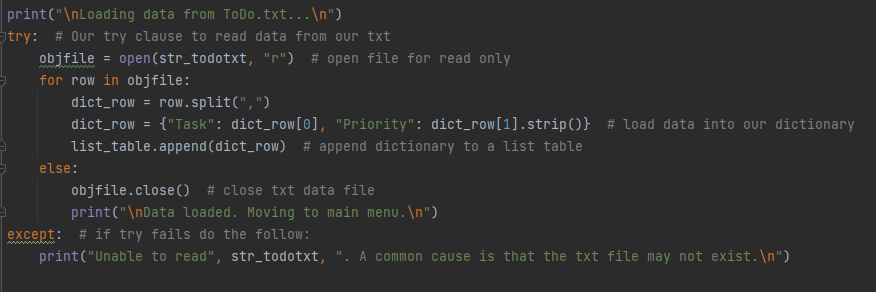 print("\nLoading data from ToDo.txt...\n")
try:  # Our try clause to read data from our txt
    objfile = open(str_todotxt, "r")  # open file for read only
    for row in objfile:
        dict_row = row.split(",")
        dict_row = {"Task": dict_row[0], "Priority": dict_row[1].strip()}  # load data into our dictionary
        list_table.append(dict_row)  # append dictionary to a list table
    else:
        objfile.close()  # close txt data file
        print("\nData loaded. Moving to main menu.\n")
except:  # if try fails do the follow:
    print("Unable to read", str_todotxt, ". A common cause is that the txt file may not exist.\n")